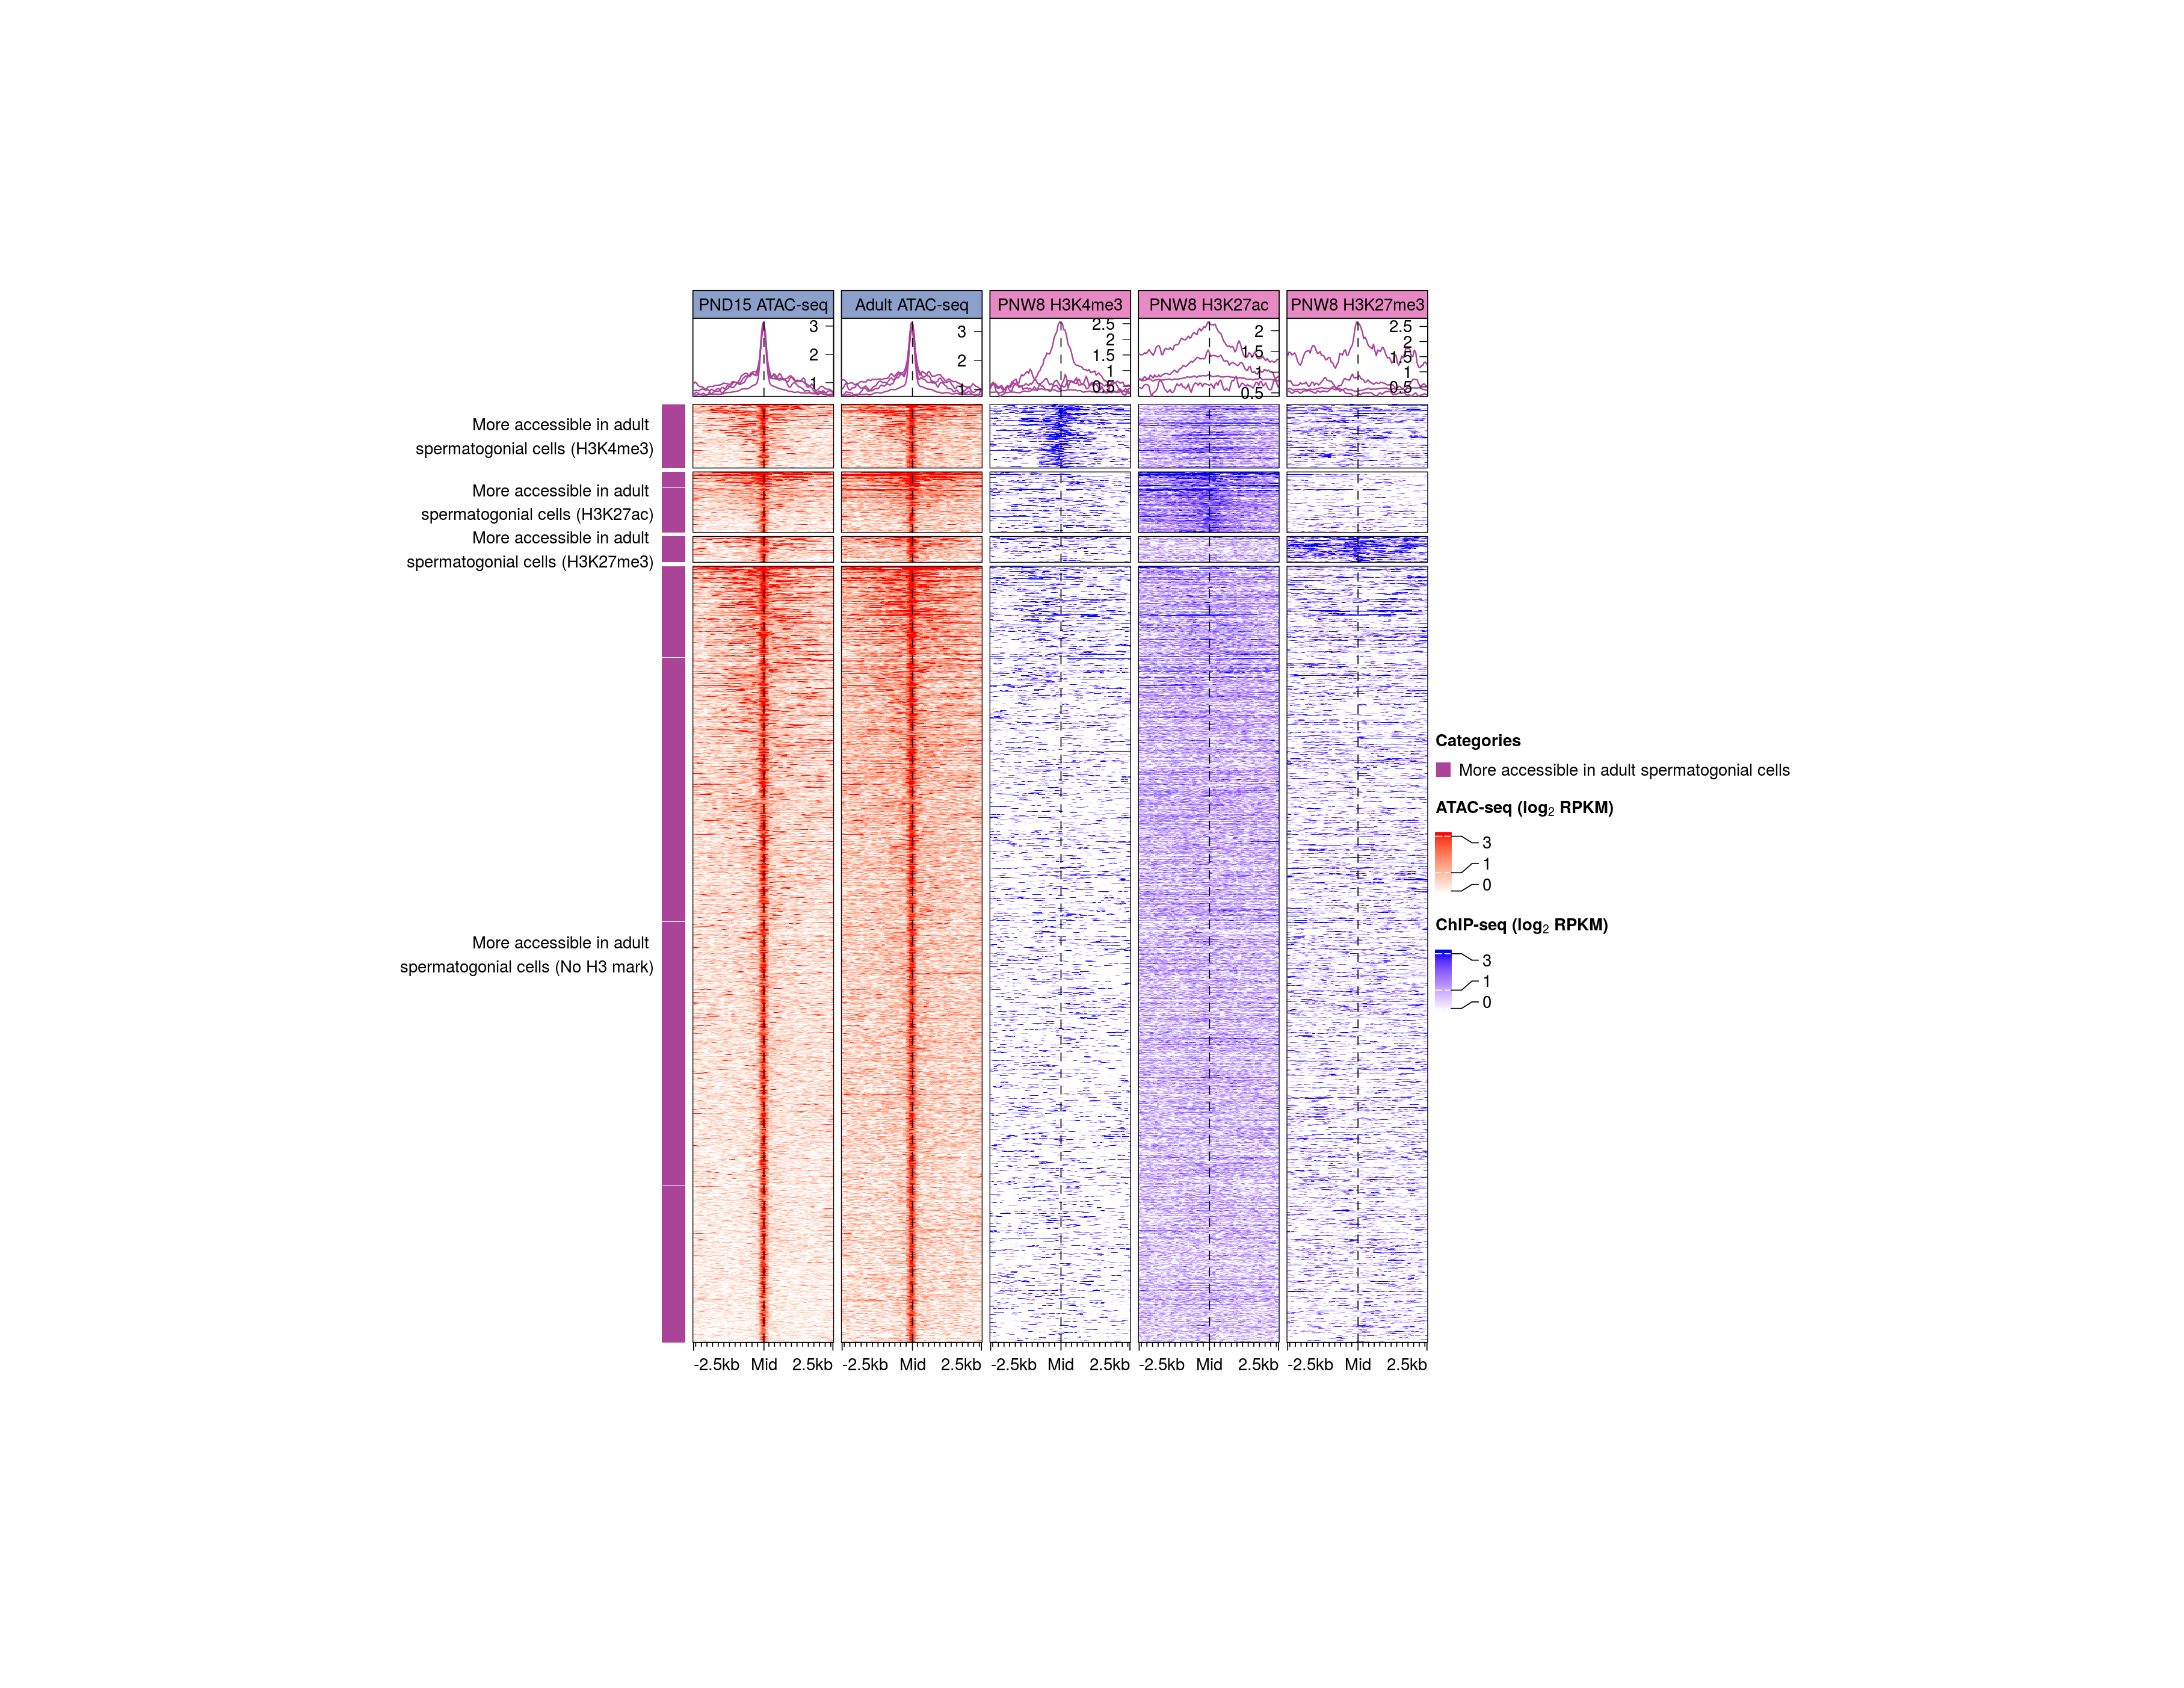 PND15 ATAC-seq
Adult ATAC-seq
PNW8 H3K4me3
PNW8 H3K27ac
PNW8 H3K27me3
3
2
1
3
2
1
2.5
2
1.5
1
0.5
2
1.5
1
0.5
2.5
2
1.5
1
0.5
More accessible in adult
spermatogonial cells (H3K4me3)
More accessible in adult
spermatogonial cells (H3K27ac)
More accessible in adult
spermatogonial cells (H3K27me3)
More accessible in adult
spermatogonial cells (No H3 mark)
-2.5kb Mid 2.5kb
-2.5kb Mid 2.5kb
-2.5kb Mid 2.5kb
-2.5kb Mid 2.5kb
-2.5kb Mid 2.5kb
Categories
More accessible in adult spermatogonial cells
ATAC-seq (log₂ RPKM)
3
1
0
ChIP-seq (log₂ RPKM)
3
1
0